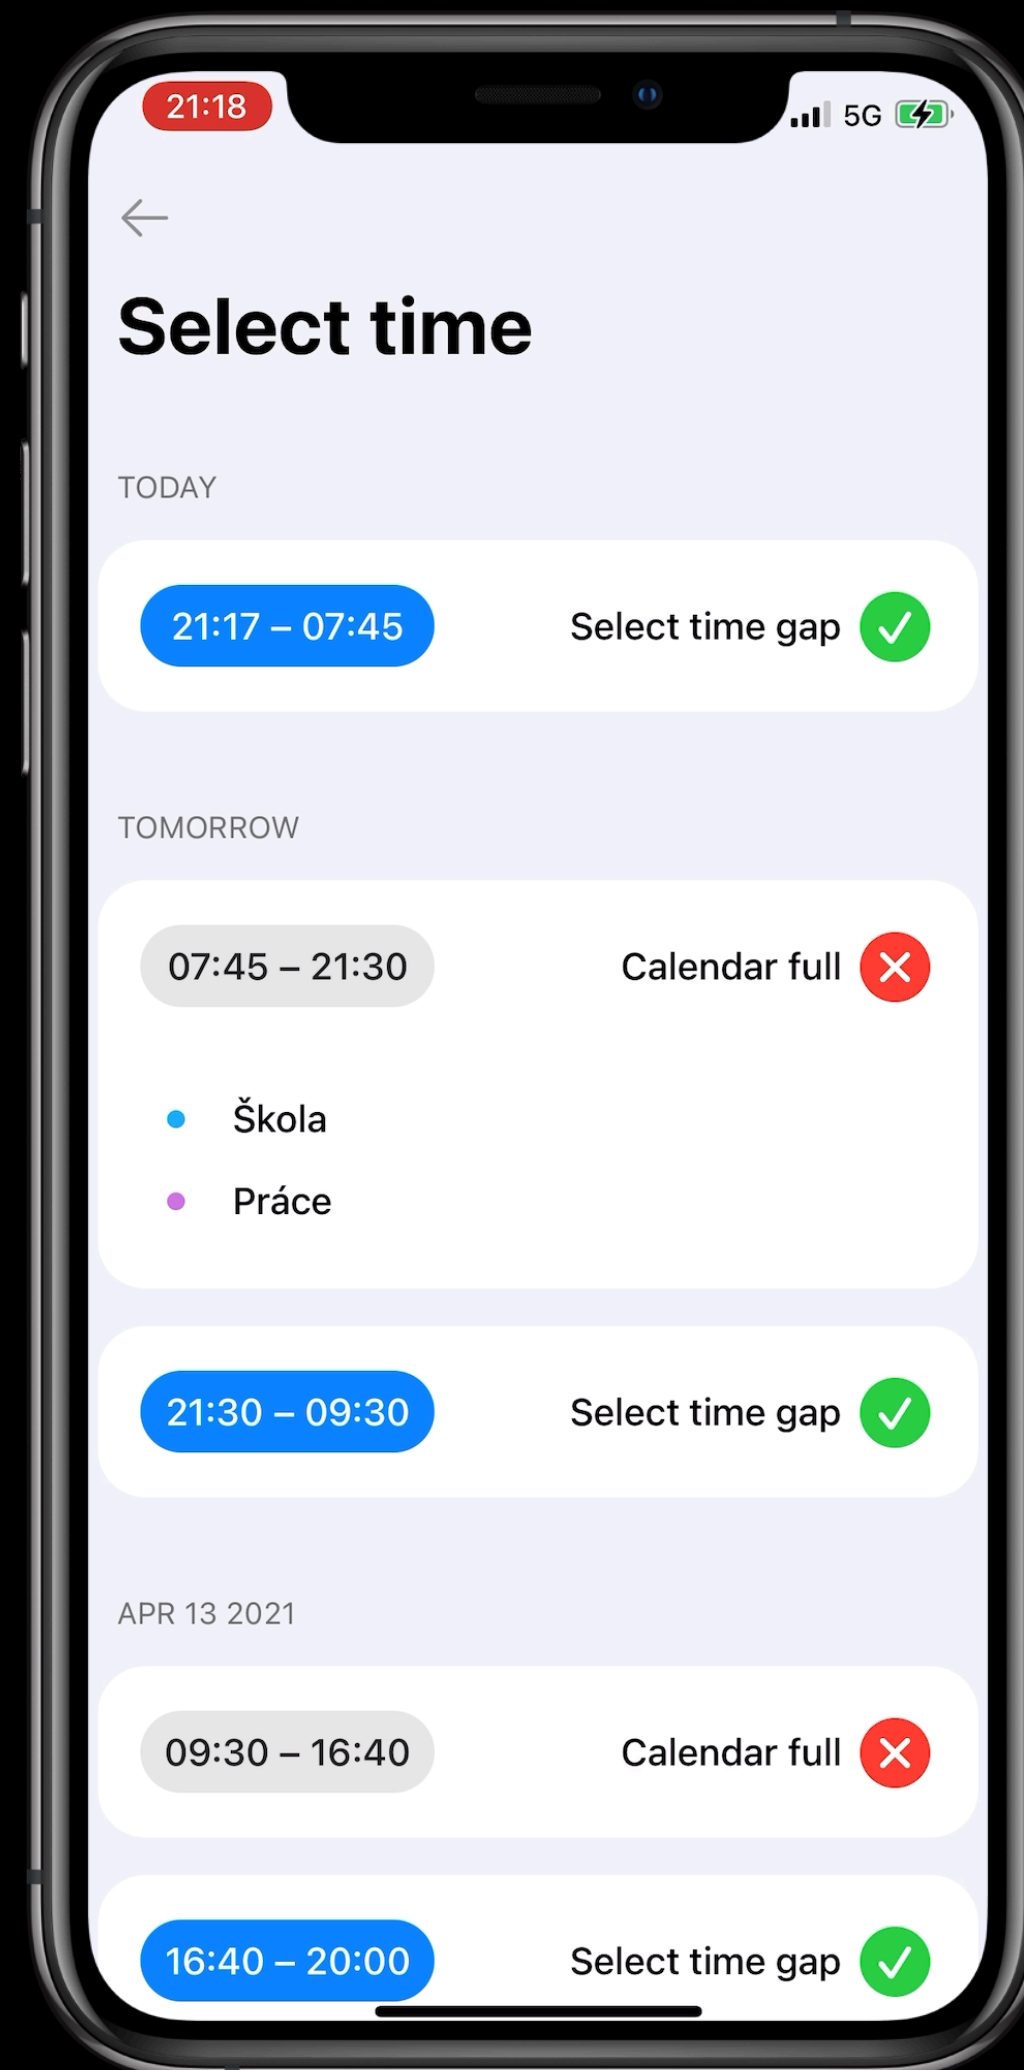 21:18
5G
Select time
TODAY
21:17 – 07:45 Select time gap
TOMORROW
07:45 – 21:30 Calendar full
Škola
Práce
21:30 – 09:30 Select time gap
APR 13 2021
09:30 – 16:40 Calendar full
16:40 – 20:00 Select time gap